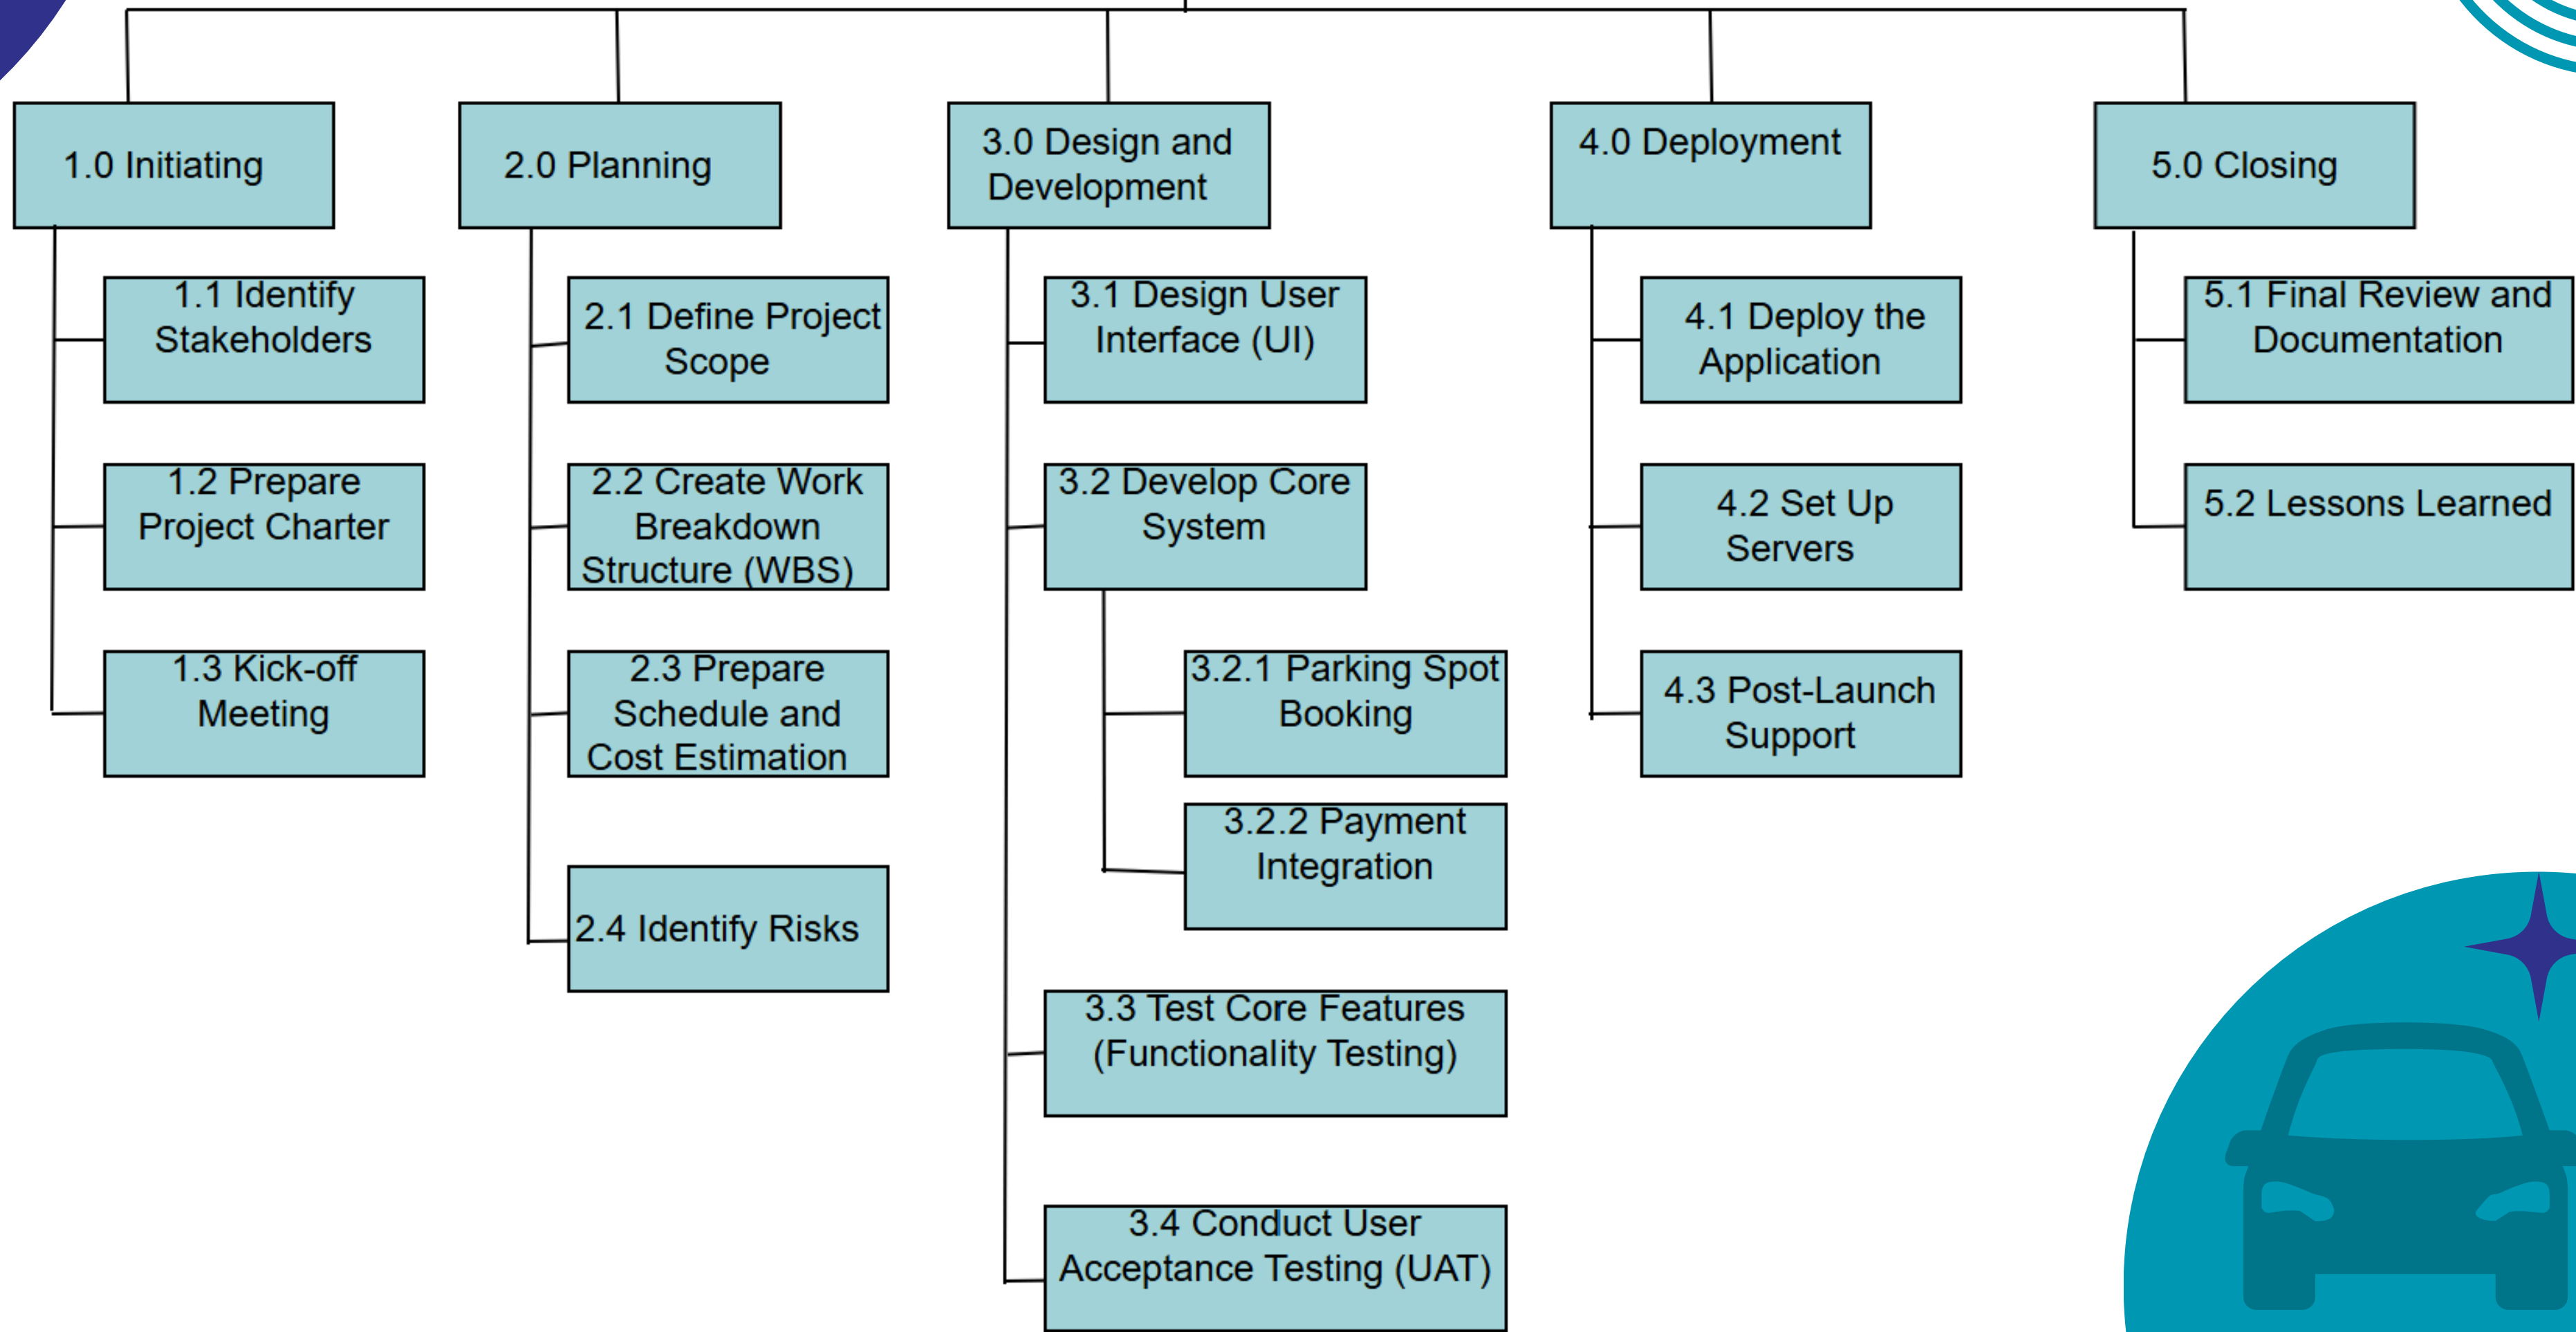 1.0 Initiating
1.1 Identify
Stakeholders
1.2 Prepare
Project Charter
1.3 Kick-off
Meeting
2.0 Planning
2.1 Define Project
Scope
2.2 Create Work
Breakdown
Structure (WBS)
2.3 Prepare
Schedule and
Cost Estimation
2.4 Identify Risks
3.0 Design and
Development
3.1 Design User
Interface (UI)
3.2 Develop Core
System
3.2.1 Parking Spot
Booking
3.2.2 Payment
Integration
3.3 Test Core Features
(Functionality Testing)
3.4 Conduct User
Acceptance Testing (UAT)
4.0 Deployment
4.1 Deploy the
Application
4.2 Set Up
Servers
4.3 Post-Launch
Support
5.0 Closing
5.1 Final Review and
Documentation
5.2 Lessons Learned